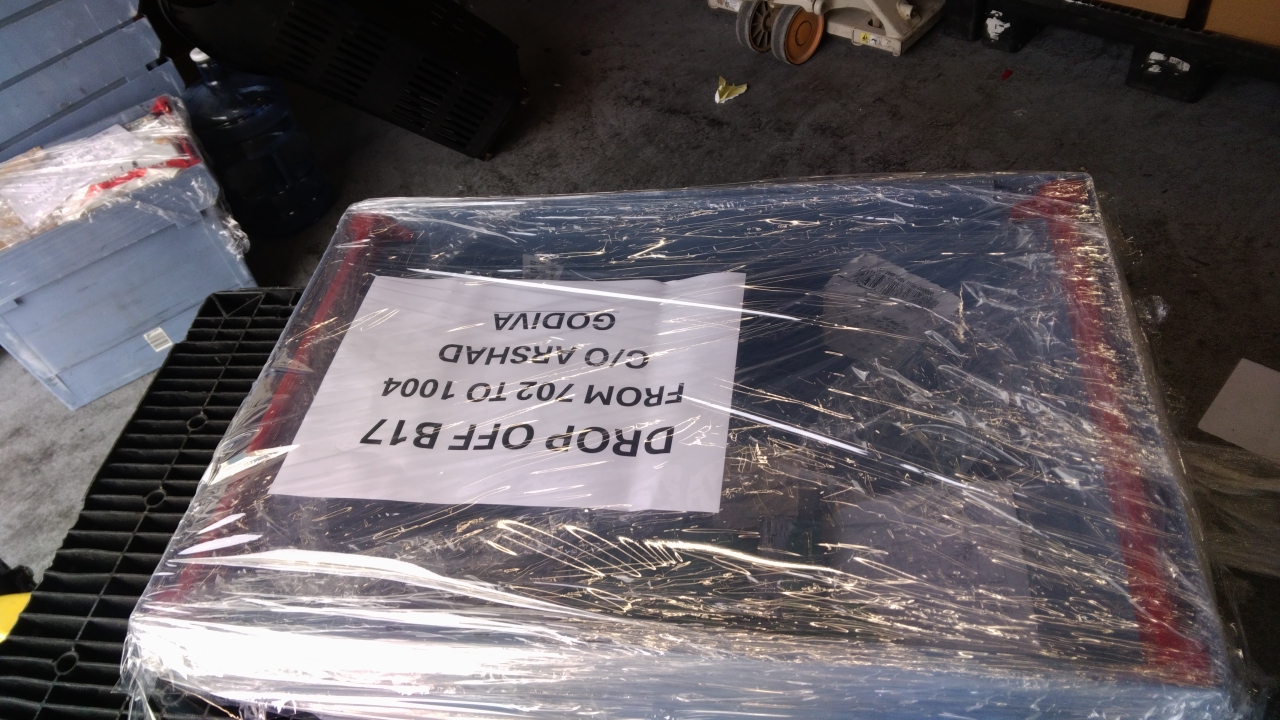 DROP OFF B17
FROM 702 TO 1004
C/O ARSHAD
GODiVA